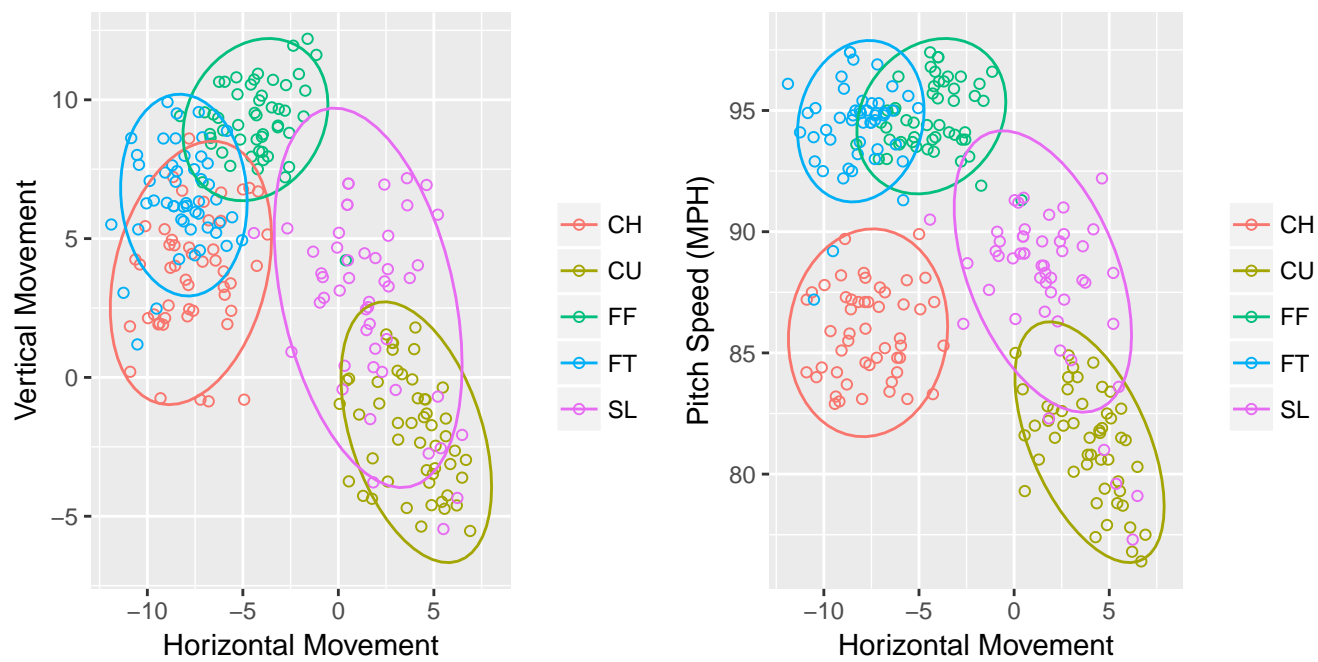 Vertical Movement
10
5
0
−5
−10
−5
0
5
Horizontal Movement
CH
CU
FF
FT
SL
Pitch Speed (MPH)
95
90
85
80
−10
−5
0
5
Horizontal Movement
CH
CU
FF
FT
SL